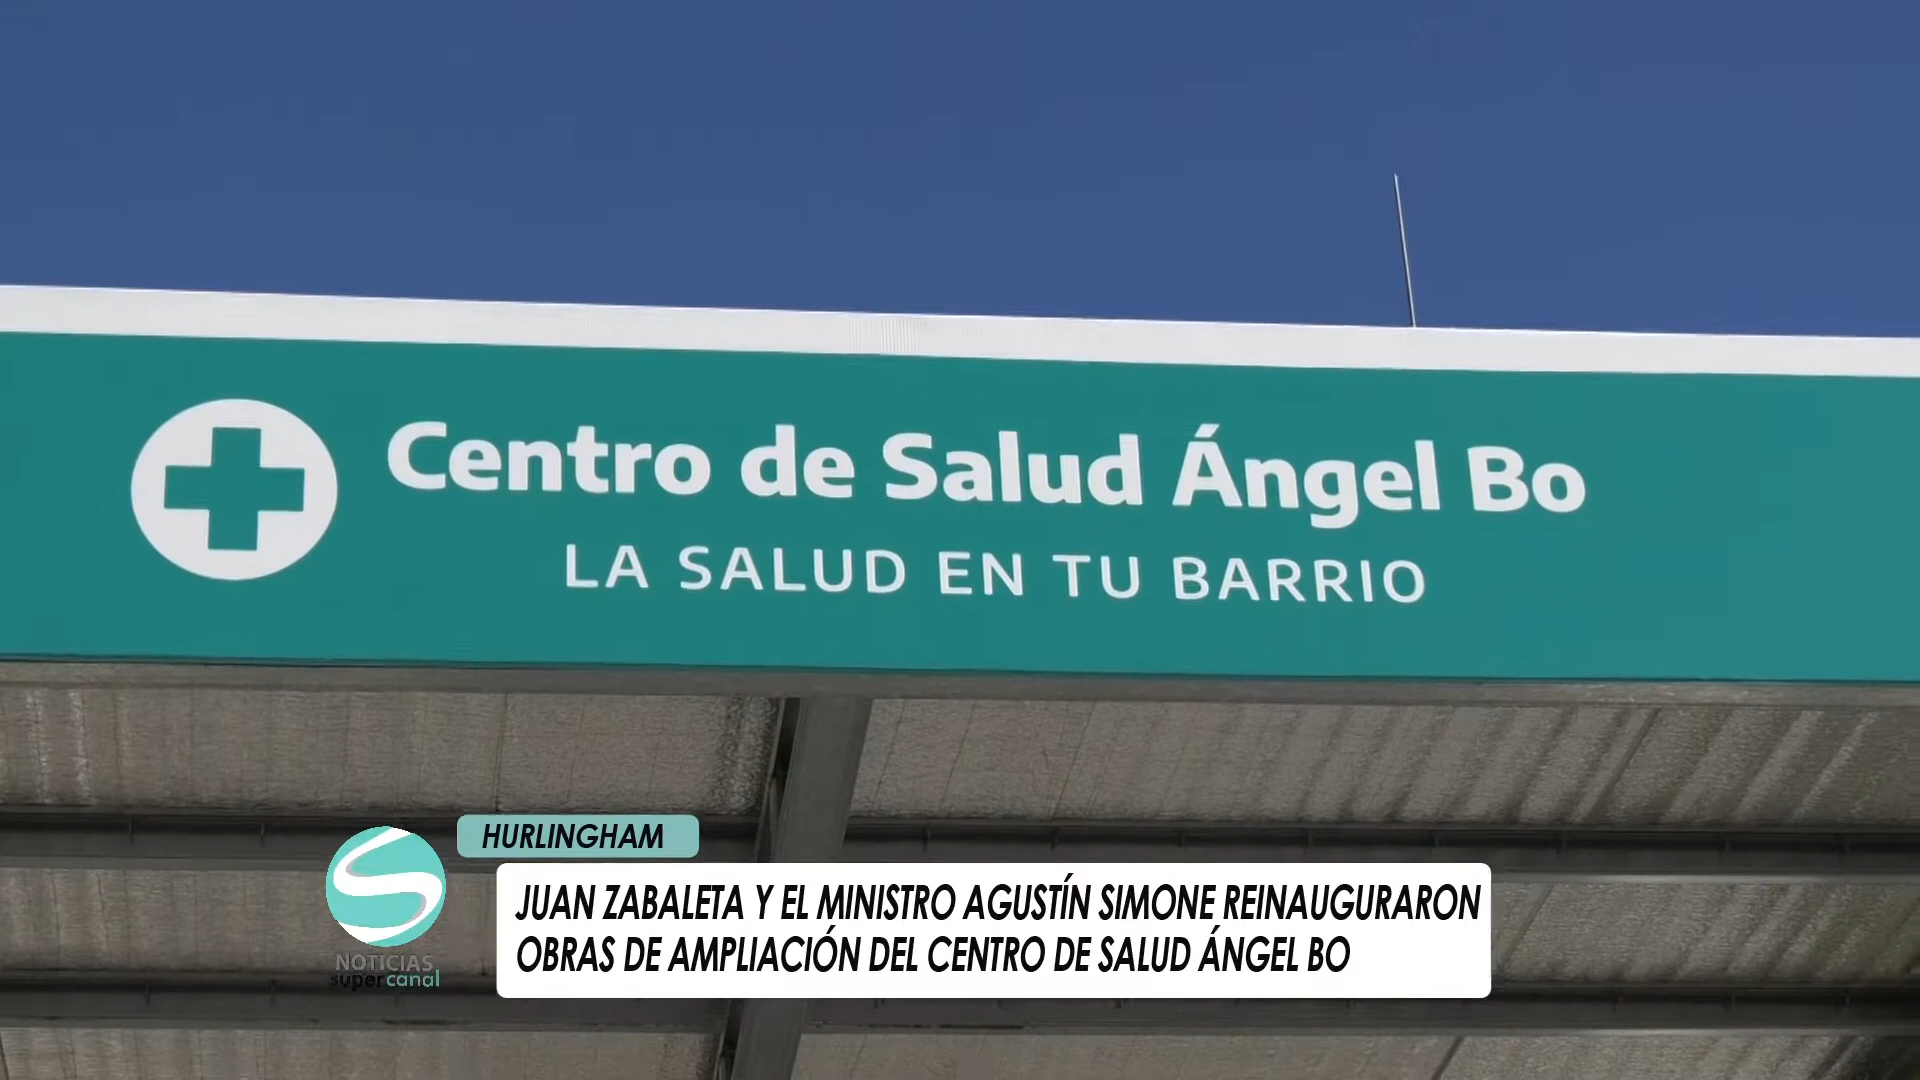 Centro de Salud Ángel Bo
LA SALUD EN TU BARRIO
HURLINGHAM
JUAN ZABALETA Y EL MINISTRO AGUSTÍN SIMONE REINAUGURARON
OBRAS DE AMPLIACIÓN DEL CENTRO DE SALUD ÁNGEL BO
NOTICIAS
supercanal